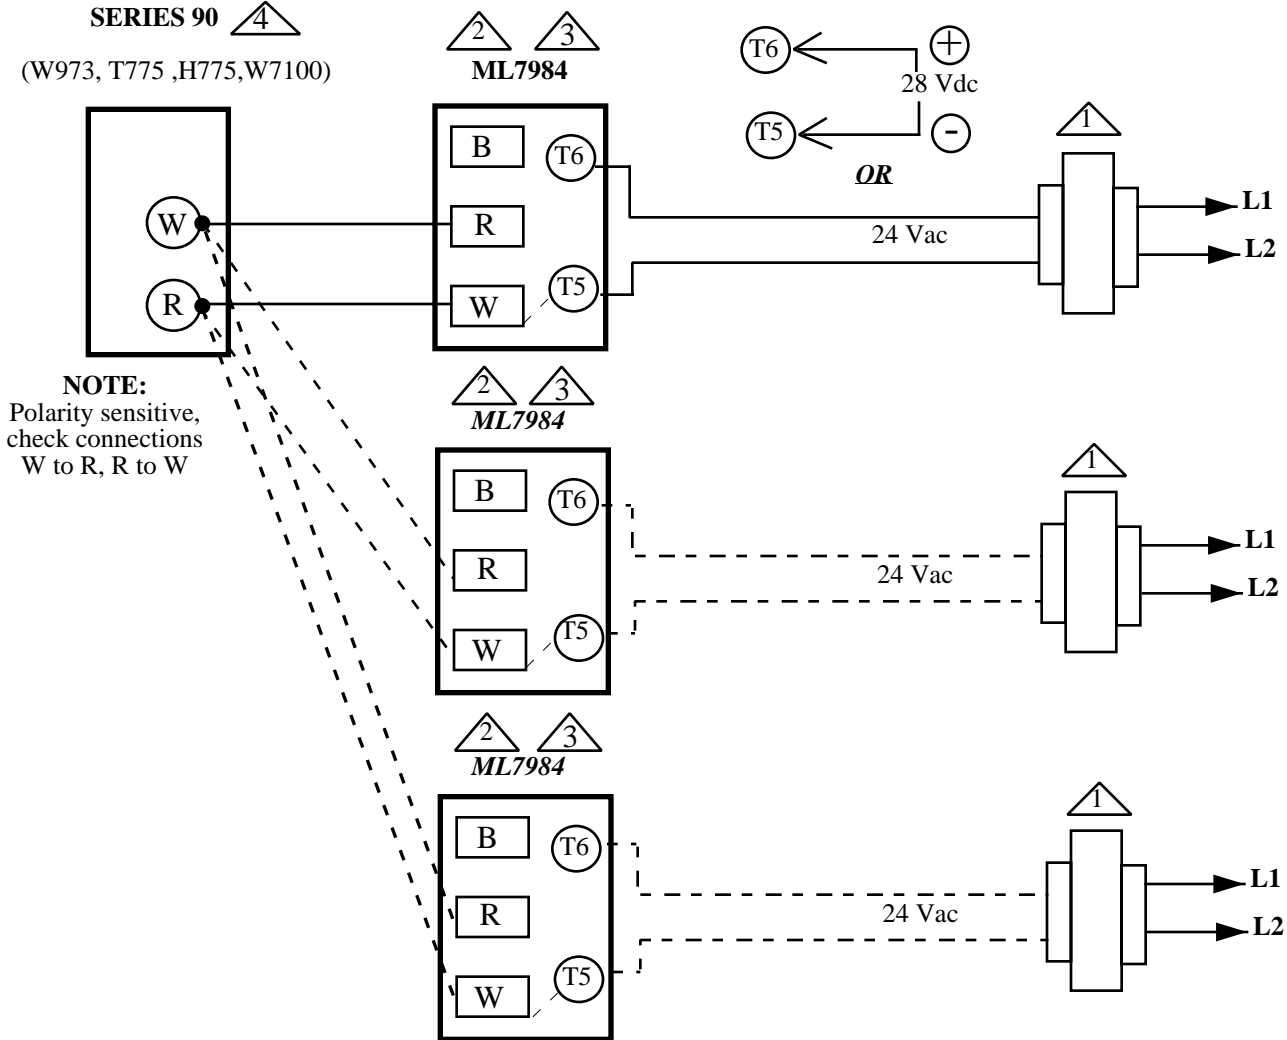 SERIES 90 4
(W973, T775 ,H775,W7100)
2 3
ML7984
T6 +
28 Vdc
T5 -
OR
1
B T6
W R
R W T5
24 Vac
L1
L2
NOTE:
Polarity sensitive,
check connections
W to R, R to W
2 3
ML7984
B T6
R
W T5
24 Vac
1
L1
L2
2 3
ML7984
B T6
R
W T5
24 Vac
1
L1
L2